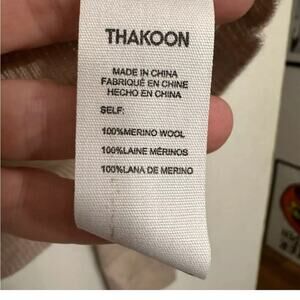 THAKOON
MADE IN CHINA
FABRIQUÉ EN CHINE
HECHO EN CHINA
SELF:
100%MERINO WOOL
100%LAINE MÉRINOS
100%LANA DE MERINO